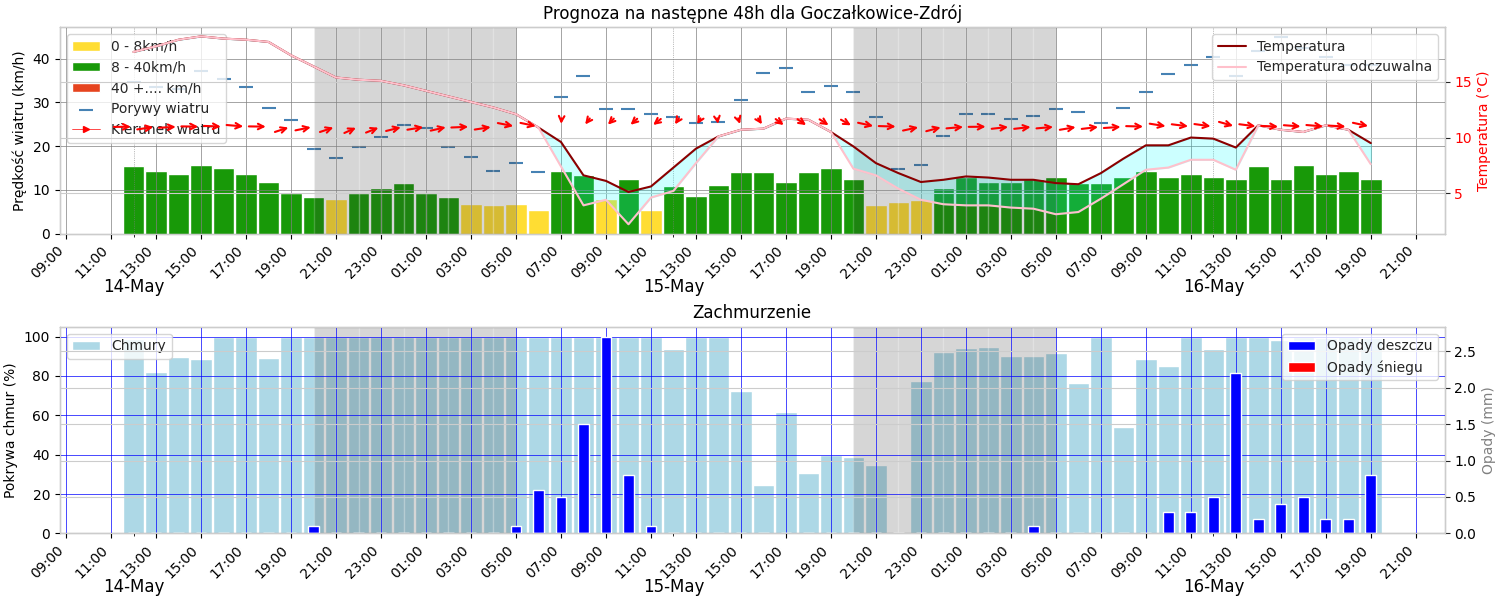 Prognoza na następne 48h dla Goczałkowice-Zdrój
Prędkość wiatru (km/h)
40
30
20
10
0
0 - 8km/h
8 - 40km/h
40 +.... km/h
Porywy wiatru
Kierunek wiatru
Temperatura
Temperatura odczuwalna
15
10
5
Temperatura (°C)
09:00 11:00 13:00 15:00 17:00 19:00 21:00 23:00 01:00 03:00 05:00 07:00 09:00 11:00 13:00 15:00 17:00 19:00 21:00 23:00 01:00 03:00 05:00 07:00 09:00 11:00 13:00 15:00 17:00 19:00 21:00
14-May 15-May 16-May
Zachmurzenie
Pokrywa chmur (%)
100
80
60
40
20
0
Chmury
Opady deszczu
Opady śniegu
2.5
2.0
1.5
1.0
0.5
0.0
Opady (mm)
09:00 11:00 13:00 15:00 17:00 19:00 21:00 23:00 01:00 03:00 05:00 07:00 09:00 11:00 13:00 15:00 17:00 19:00 21:00 23:00 01:00 03:00 05:00 07:00 09:00 11:00 13:00 15:00 17:00 19:00 21:00
14-May 15-May 16-May